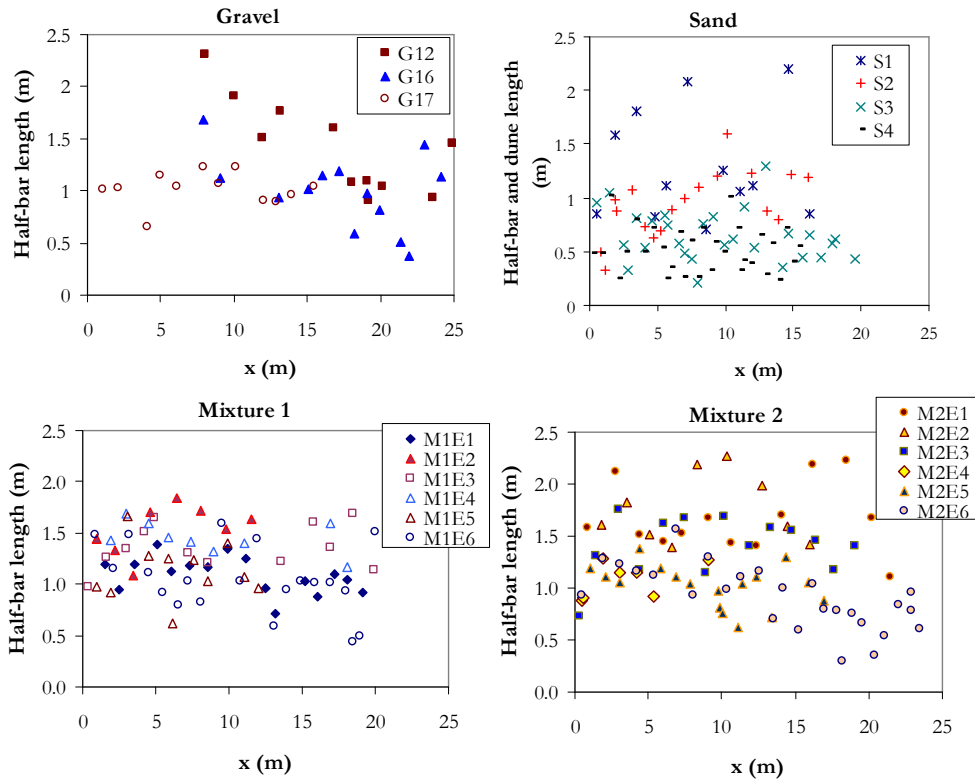 Gravel
Half-bar length (m)
2.5
2
1.5
1
0.5
0
0 5 10 15 20 25
x (m)
G12
G16
G17
Sand
Half-bar and dune length
(m)
2.5
2
1.5
1
0.5
0
0 5 10 15 20 25
x (m)
S1
S2
S3
S4
Mixture 1
Half-bar length (m)
2.5
2.0
1.5
1.0
0.5
0.0
0 5 10 15 20 25
x (m)
M1E1
M1E2
M1E3
M1E4
M1E5
M1E6
Mixture 2
Half-bar length (m)
2.5
2.0
1.5
1.0
0.5
0.0
0 5 10 15 20 25
x (m)
M2E1
M2E2
M2E3
M2E4
M2E5
M2E6